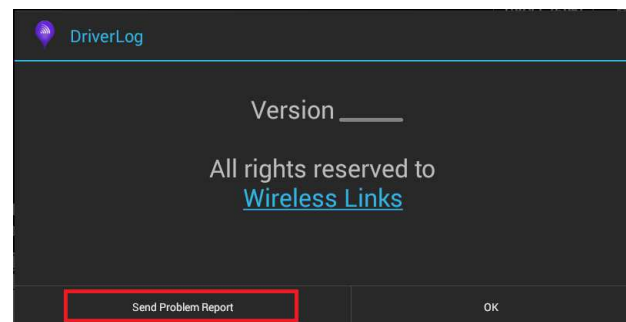 DriverLog
Version
All rights reserved to
Wireless Links
Send Problem Report
OK